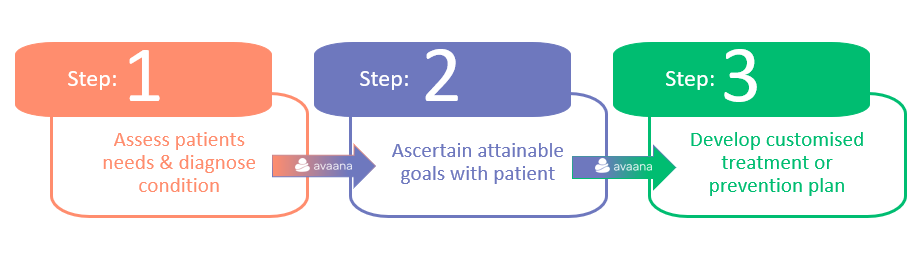 Step: 1
Assess patients
needs & diagnose
condition
avaana
Step: 2
Ascertain attainable
goals with patient
avaana
Step: 3
Develop customised
treatment or
prevention plan